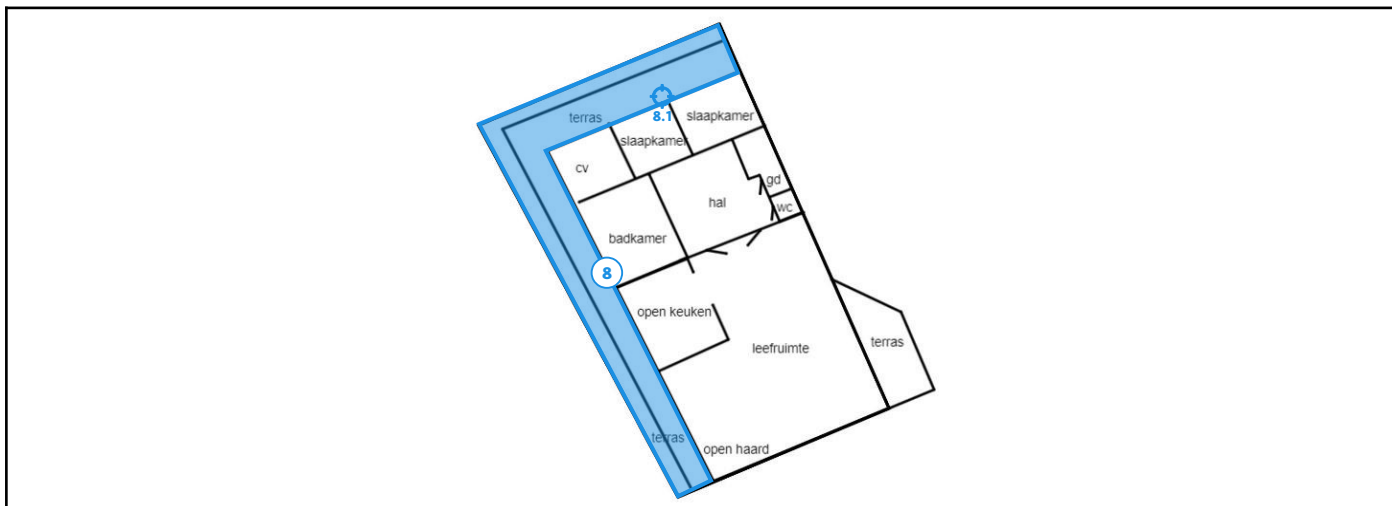 terras
8.1
slaapkamer
slaapkamer
cv
gd
hal
wc
badkamer
8
open keuken
leefruimte
terras
terras
open haard